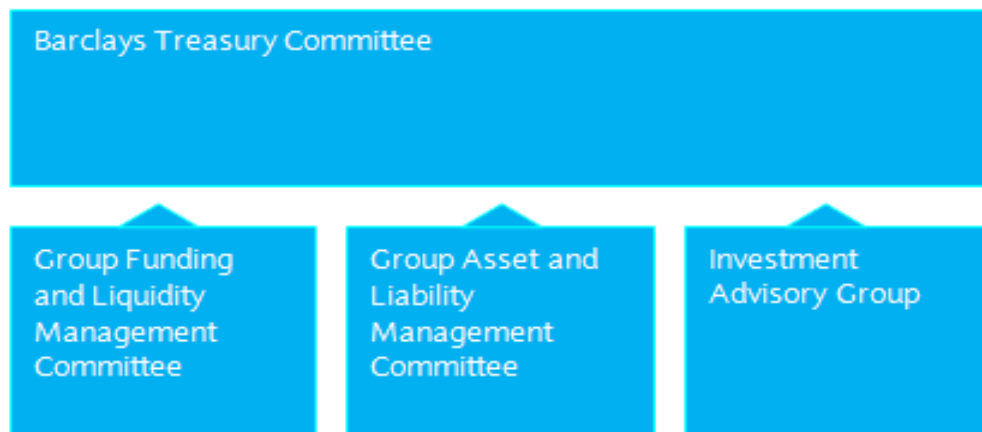 Barclays Treasury Committee
Group Funding
and Liquidity
Management
Committee
Group Asset and
Liability
Management
Committee
Investment
Advisory Group